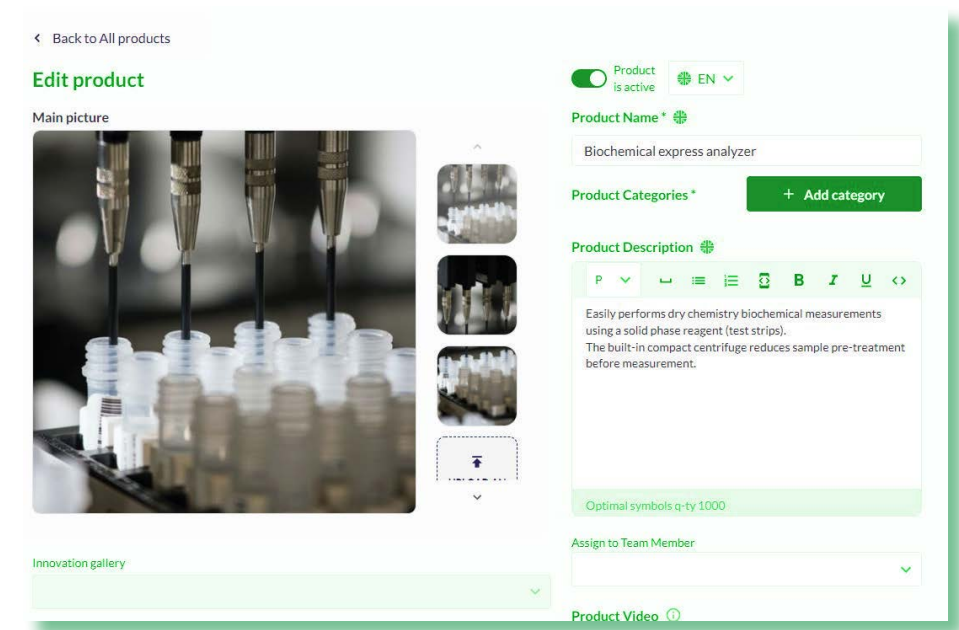 Back to All products
Edit product
Product
is active
EN
Main picture
Product Name *
Biochemical express analyzer
Product Categories *
+ Add category
Product Description
P
B I U <>
Easily performs dry chemistry biochemical measurements
using a solid phase reagent (test strips).
The built-in compact centrifuge reduces sample pre-treatment
before measurement.
Optimal symbols q-ty 1000
Assign to Team Member
Innovation gallery
Product Video